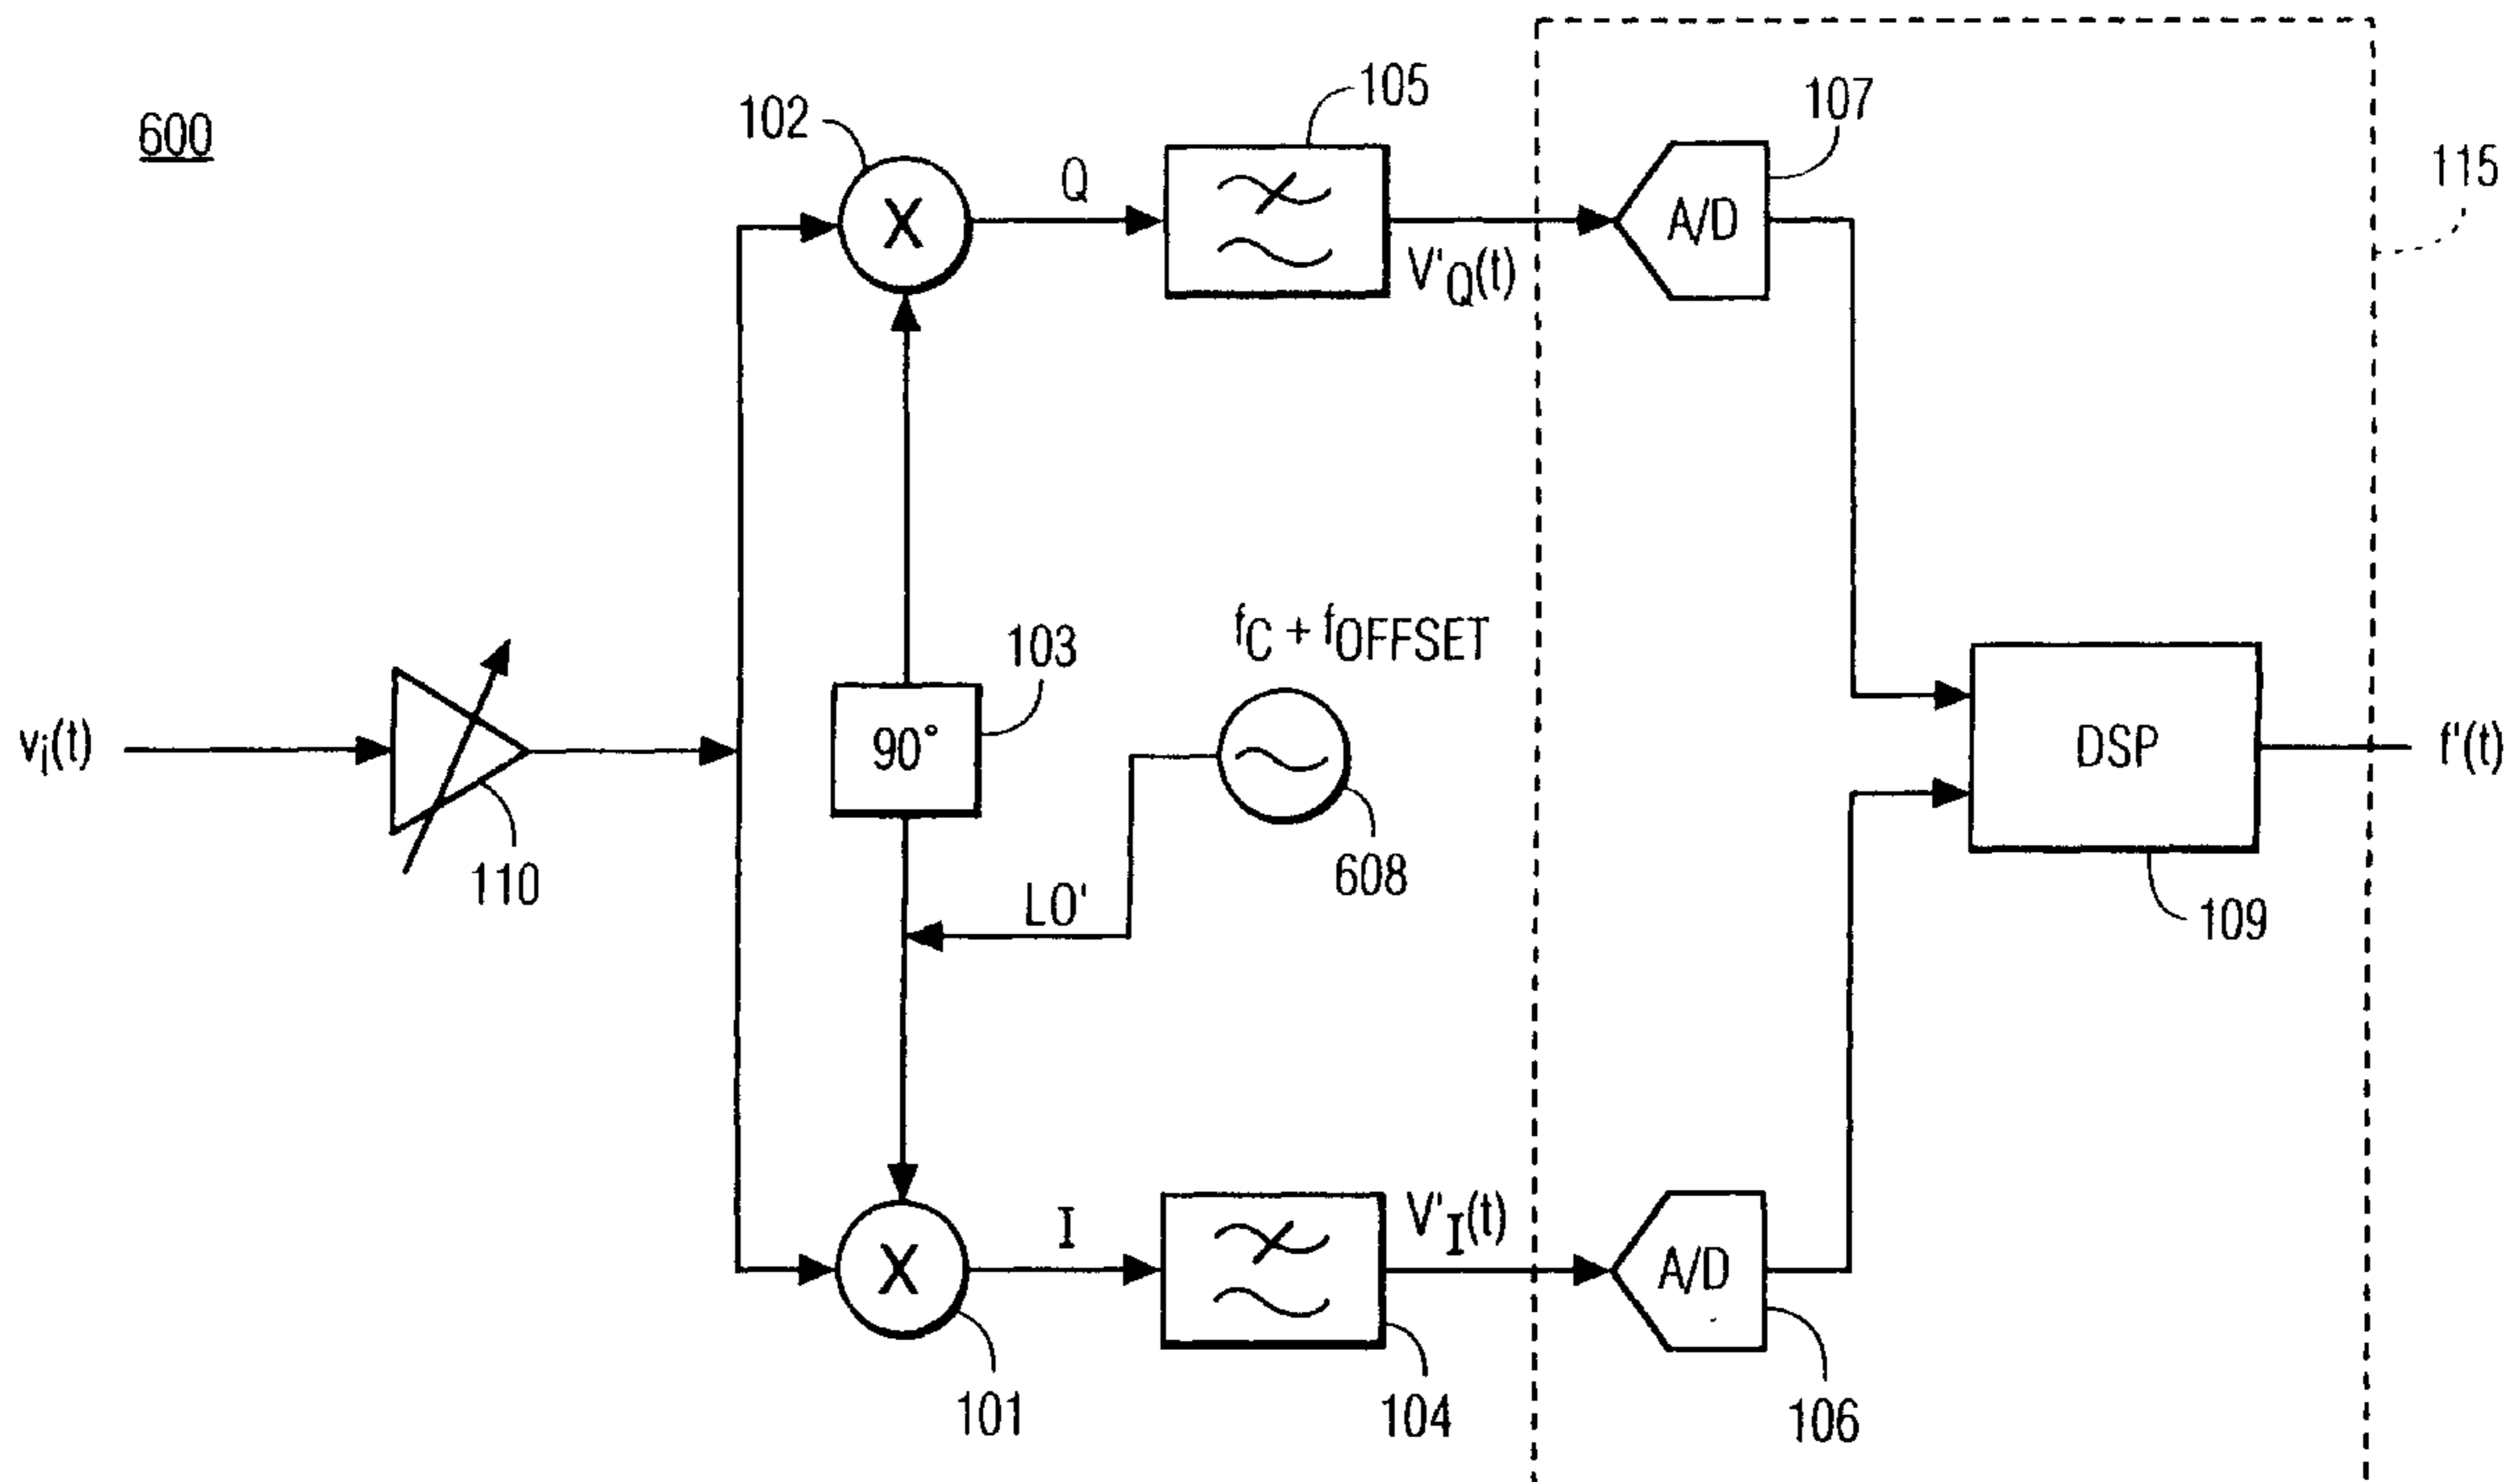 600
102
Q
105
V'Q(t)
107
A/D
115
vi(t)
110
103
90°
fC + fOFFSET
608
LO'
DSP
109
f'(t)
X
X
101
I
104
V'I(t)
A/D
106